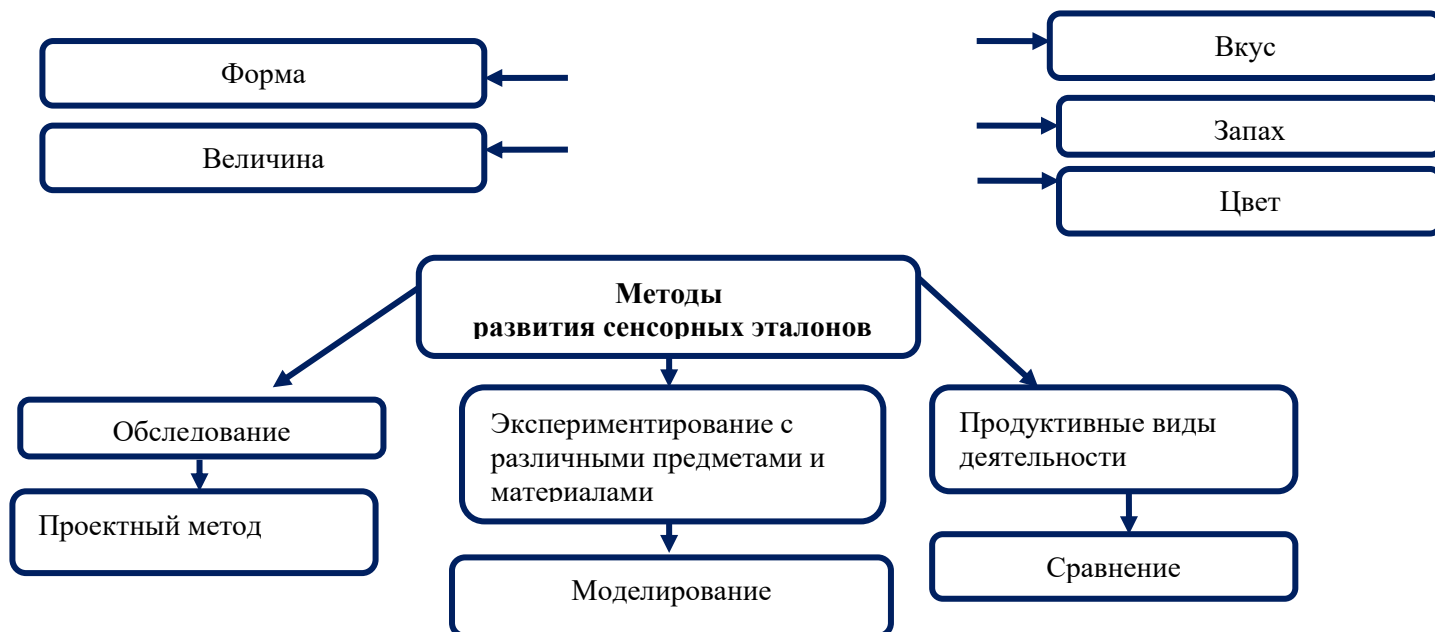 Форма
Вкус
Величина
Запах
Цвет
Методы
развития сенсорных эталонов
Обследование
Экспериментирование с
различными предметами и
материалами
Продуктивные виды
деятельности
Проектный метод
Моделирование
Сравнение